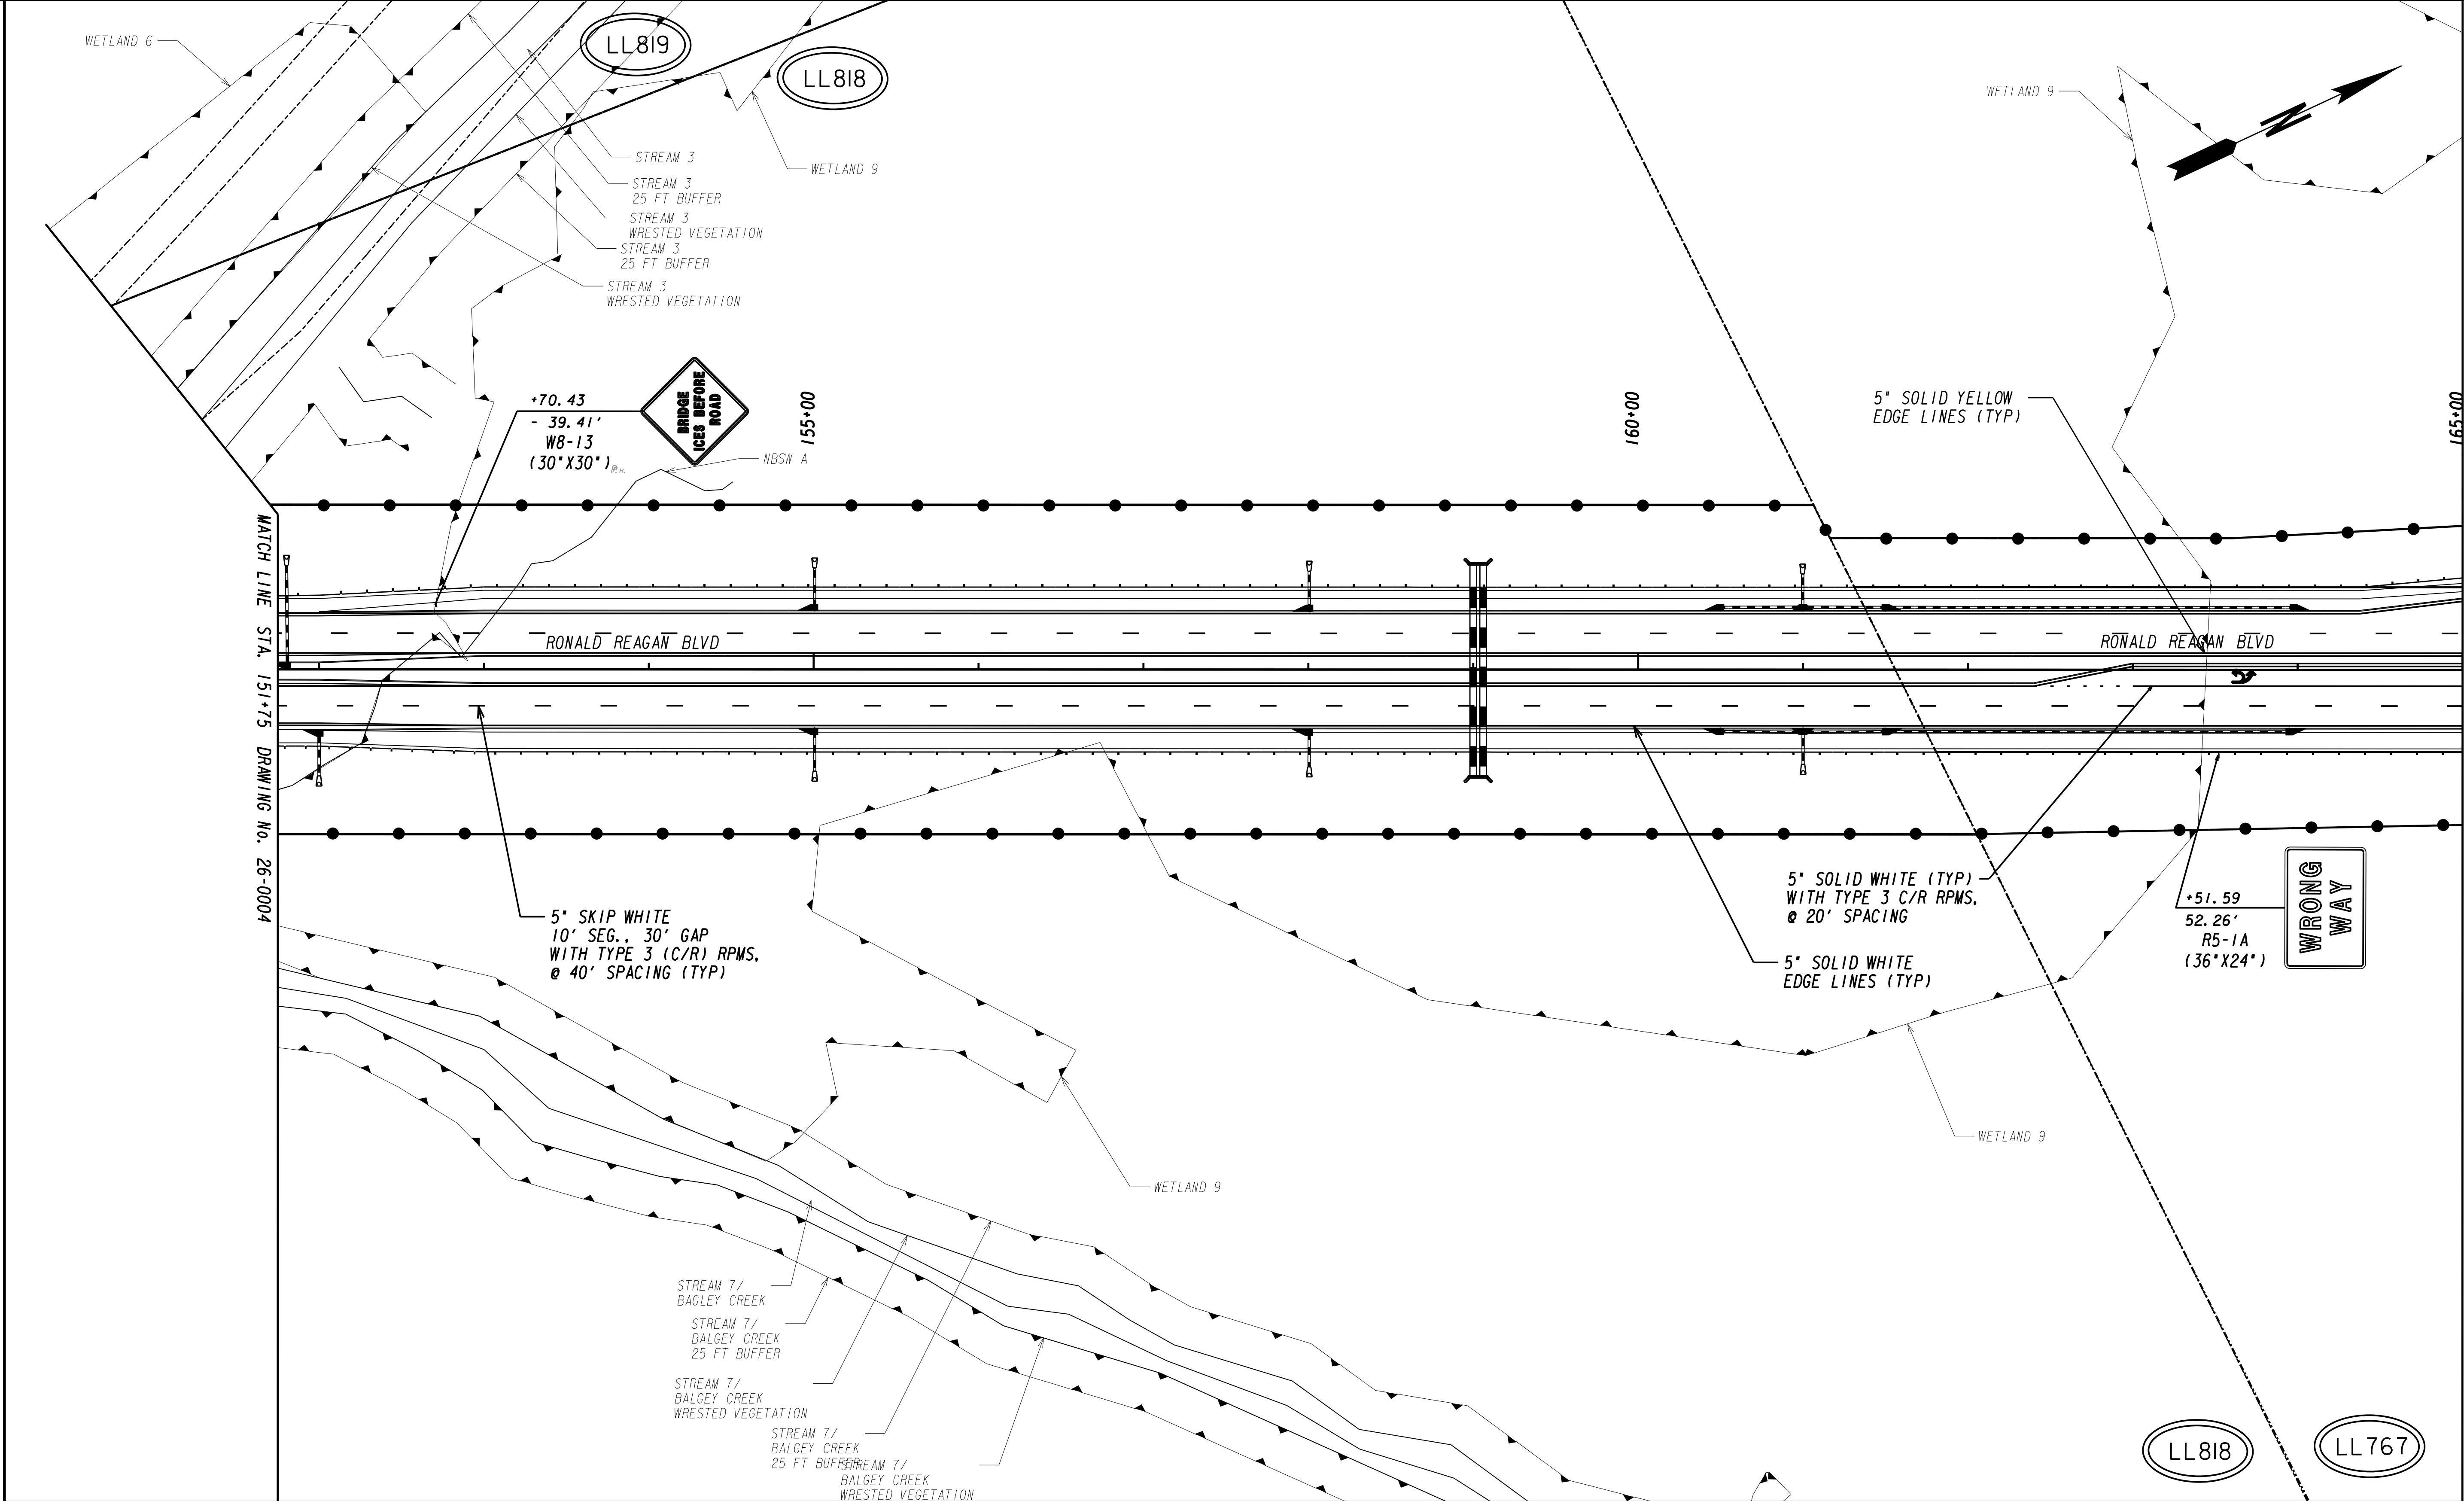 WETLAND 6
LL819
LL818
WETLAND 9
STREAM 3
STREAM 3
25 FT BUFFER
STREAM 3
WRESTED VEGETATION
STREAM 3
25 FT BUFFER
STREAM 3
WRESTED VEGETATION
WETLAND 9
N
+70.43
- 39.41'
W8-13
(30"X30")
BRIDGE
ICES BEFORE
ROAD
NBSW A
155+00
160+00
165+00
5" SOLID YELLOW
EDGE LINES (TYP)
MATCH LINE STA. 151+75 DRAWING No. 26-0004
RONALD REAGAN BLVD
RONALD REAGAN BLVD
5" SKIP WHITE
10' SEG., 30' GAP
WITH TYPE 3 (C/R) RPMS,
@ 40' SPACING (TYP)
5" SOLID WHITE (TYP)
WITH TYPE 3 C/R RPMS,
@ 20' SPACING
5" SOLID WHITE
EDGE LINES (TYP)
+51.59
52.26'
R5-1A
(36"X24")
WRONG
WAY
WETLAND 9
WETLAND 9
STREAM 7/
BAGLEY CREEK
STREAM 7/
BALGEY CREEK
25 FT BUFFER
STREAM 7/
BALGEY CREEK
WRESTED VEGETATION
STREAM 7/
BALGEY CREEK
25 FT BUFFER
STREAM 7/
BALGEY CREEK
WRESTED VEGETATION
LL818
LL767